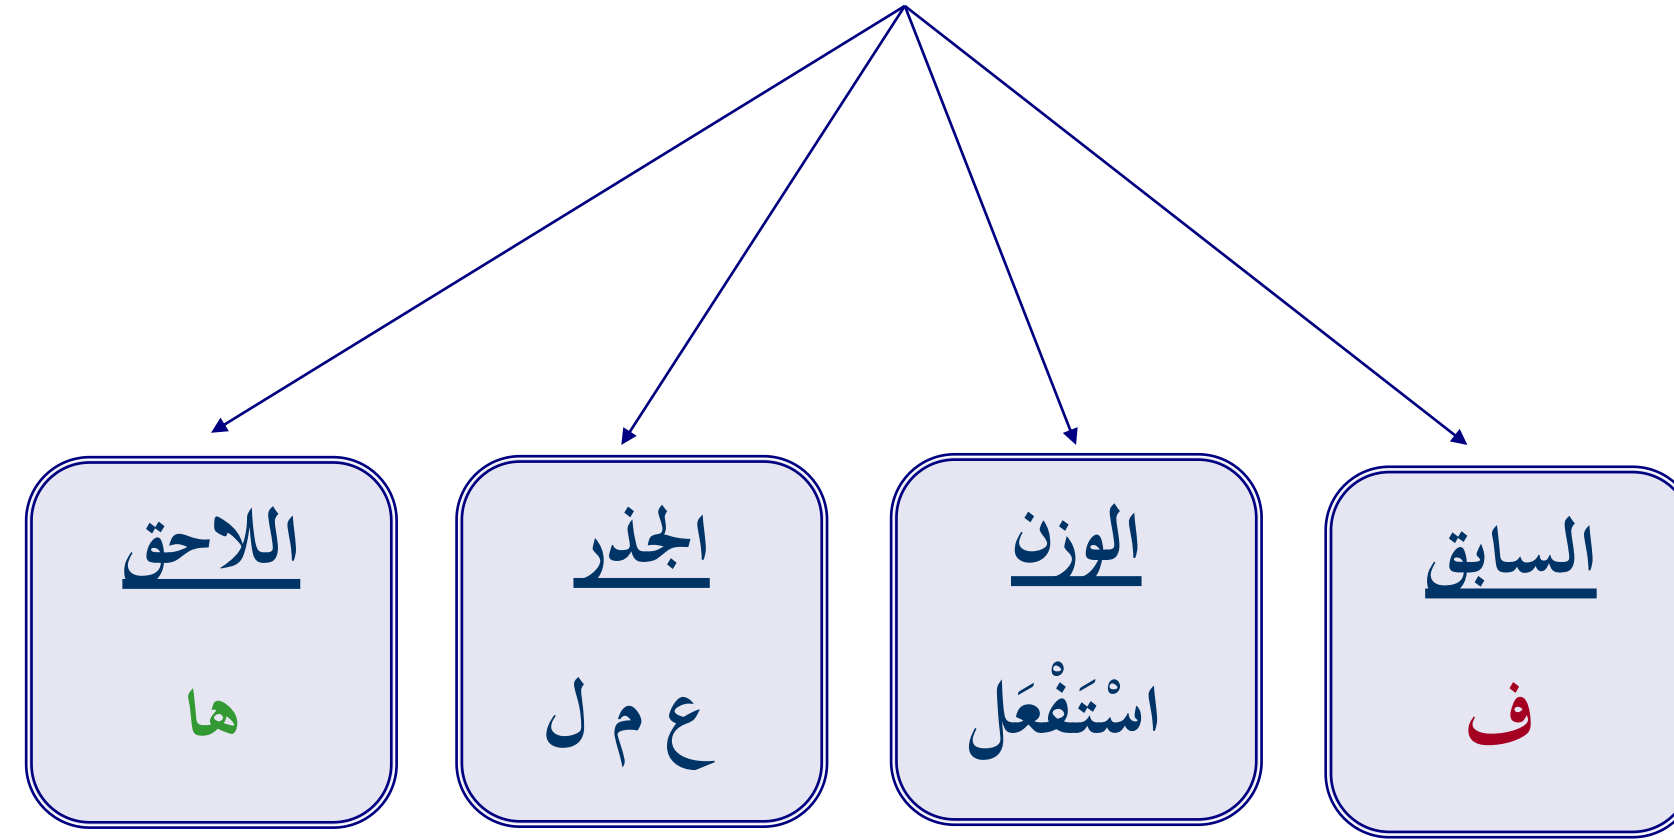 السابق
ف
الوزن
اسْتَفْعَل
الجذر
ع م ل
اللاحق
ها